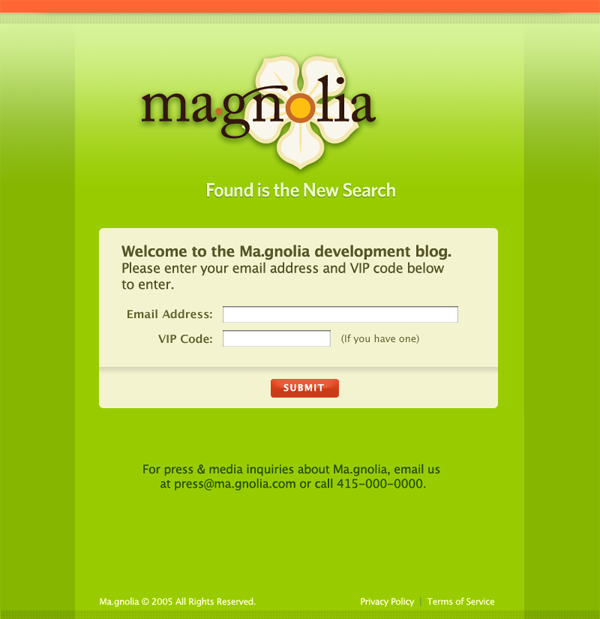 ma.gnolia
Found is the New Search
Welcome to the Ma.gnolia development blog.
Please enter your email address and VIP code below
to enter.
Email Address:
VIP Code: (If you have one)
SUBMIT
For press & media inquiries about Ma.gnolia, email us
at press@ma.gnolia.com or call 415-000-0000.
Ma.gnolia © 2005 All Rights Reserved. Privacy Policy | Terms of Service